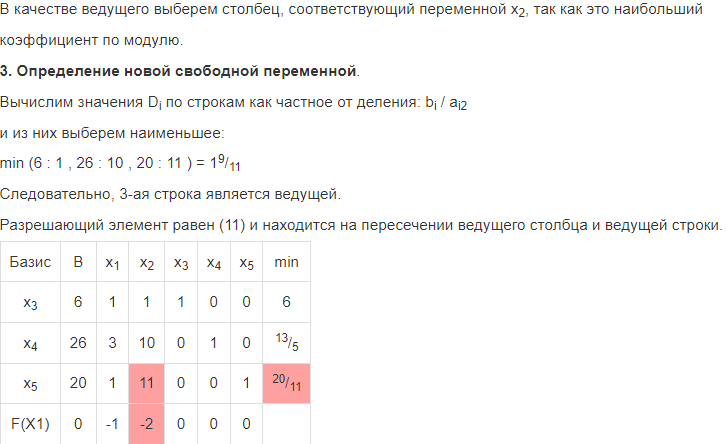 В качестве ведущего выберем столбец, соответствующий переменной x2, так как это наибольший
коэффициент по модулю.
3. Определение новой свободной переменной.
Вычислим значения Di по строкам как частное от деления: bi / ai2
и из них выберем наименьшее:
min (6 : 1 , 26 : 10 , 20 : 11 ) = 1 9/11
Следовательно, 3-ая строка является ведущей.
Разрешающий элемент равен (11) и находится на пересечении ведущего столбца и ведущей строки.
Базис B x1 x2 x3 x4 x5 min
x3 6 1 1 1 0 0 6
x4 26 3 10 0 1 0 13/5
x5 20 1 11 0 0 1 20/11
F(X1) 0 -1 -2 0 0 0